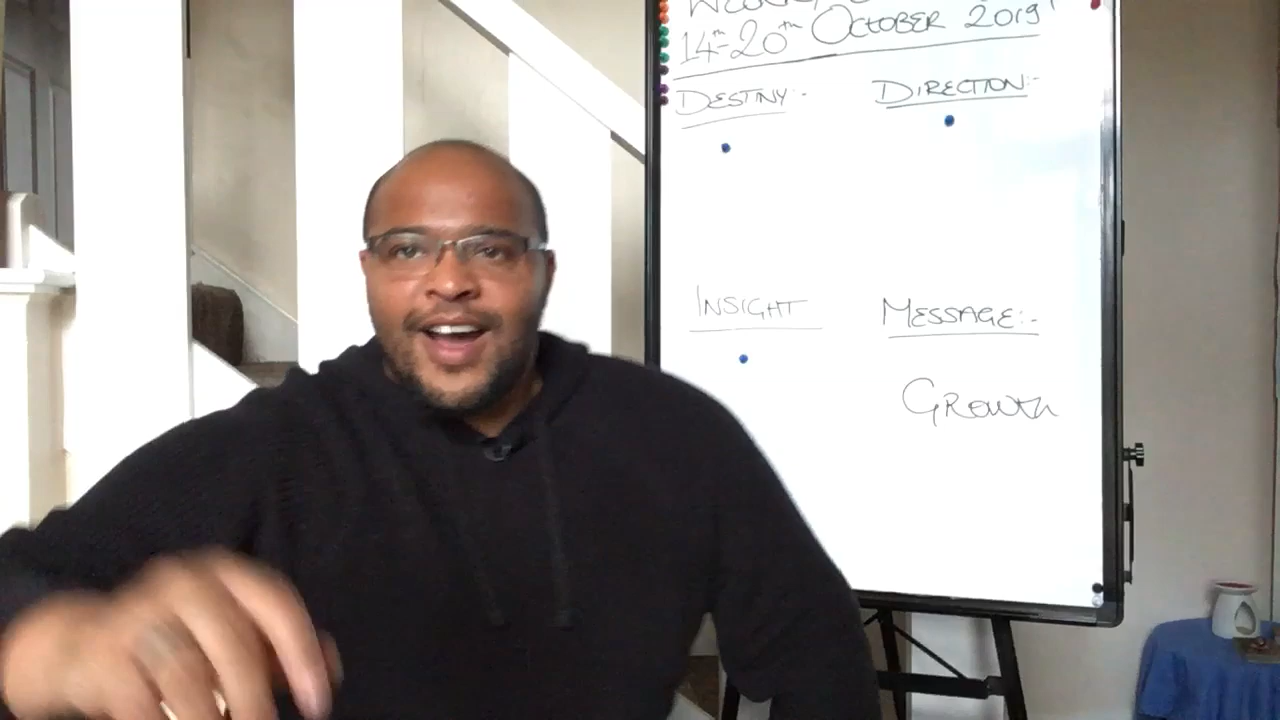 14th-20th OCTOBER 2019
DESTINY:-
DIRECTION:-
INSIGHT
MESSAGE:-
GROWTH